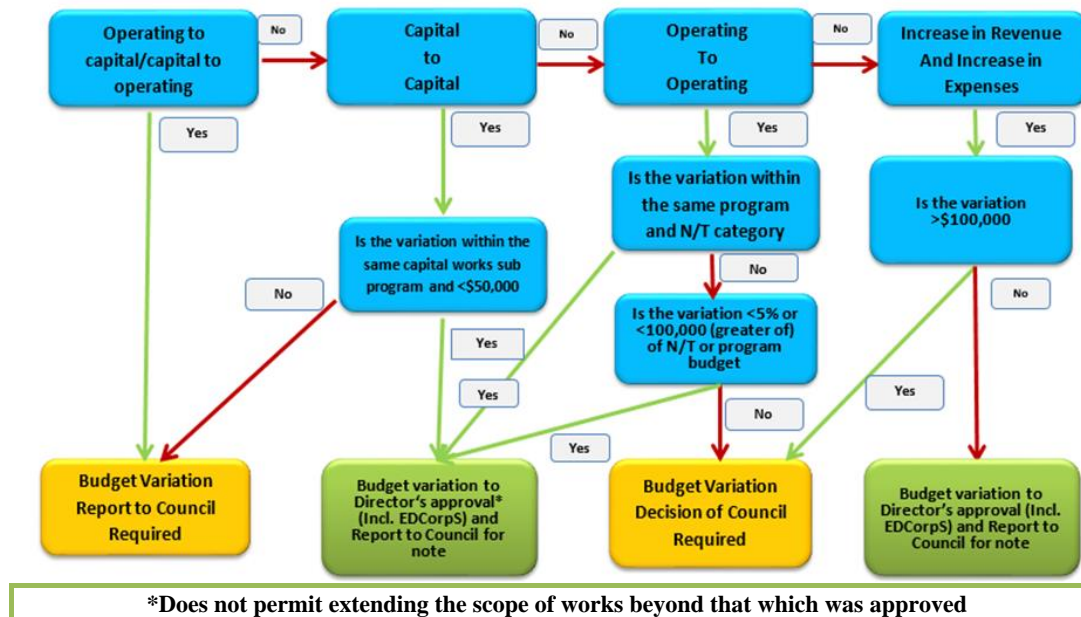 Operating to
capital/capital to
operating
No
Capital
to
Capital
No
Operating
To
Operating
No
Increase in Revenue
And Increase in
Expenses
Yes
Yes
Yes
Yes
Is the variation within the
same capital works sub
program and <$50,000
Is the variation within
the same program
and N/T category
Is the variation
>$100,000
No
No
No
Is the variation <5% or
<100,000 (greater of)
of N/T or program
budget
Yes
Yes
Yes
No
Yes
Budget Variation
Report to Council
Required
Budget variation to
Director‘s approval*
(Incl. EDCorpS) and
Report to Council for
note
Budget Variation
Decision of Council
Required
Budget variation to
Director’s approval (Incl.
EDCorpS) and Report to
Council for note
*Does not permit extending the scope of works beyond that which was approved